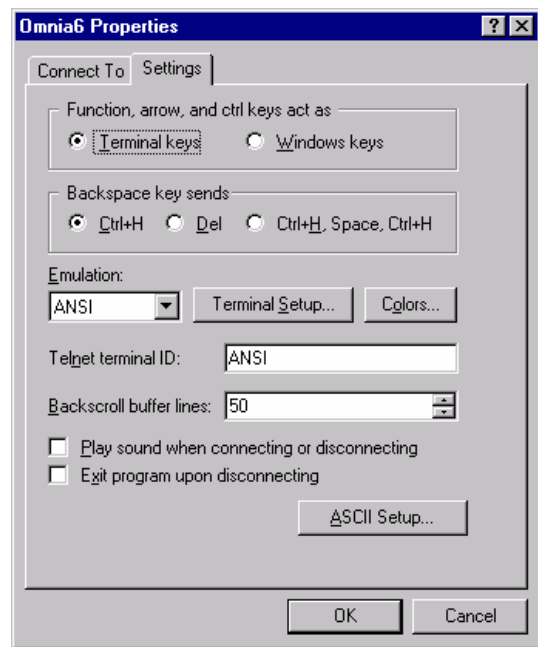 Omnia6 Properties
Connect To Settings
Function, arrow, and ctrl keys act as
Terminal keys Windows keys
Backspace key sends
Ctrl+H Del Ctrl+H, Space, Ctrl+H
Emulation:
ANSI Terminal Setup... Colors...
Telnet terminal ID: ANSI
Backscroll buffer lines: 50
Play sound when connecting or disconnecting
Exit program upon disconnecting
ASCII Setup...
OK Cancel